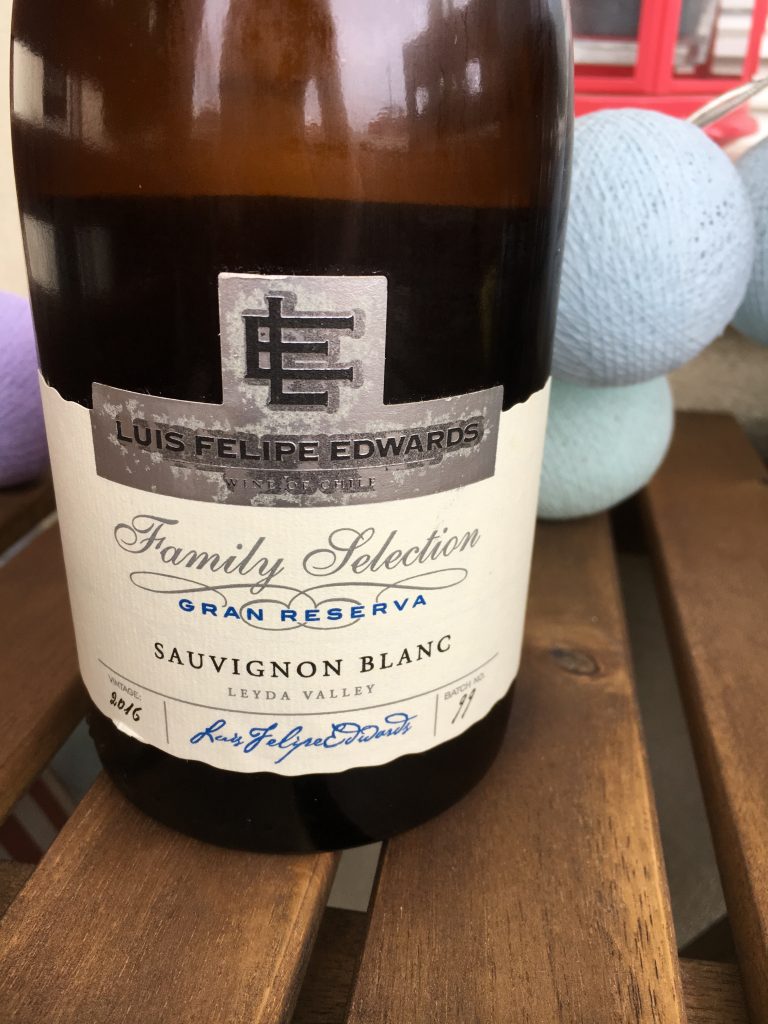 LFE
LUIS FELIPE EDWARDS
WINE OF CHILE
Family Selection
GRAN RESERVA
SAUVIGNON BLANC
LEYDA VALLEY
VINTAGE:
2016
Luis Felipe Edwards
BATCH NO.
99